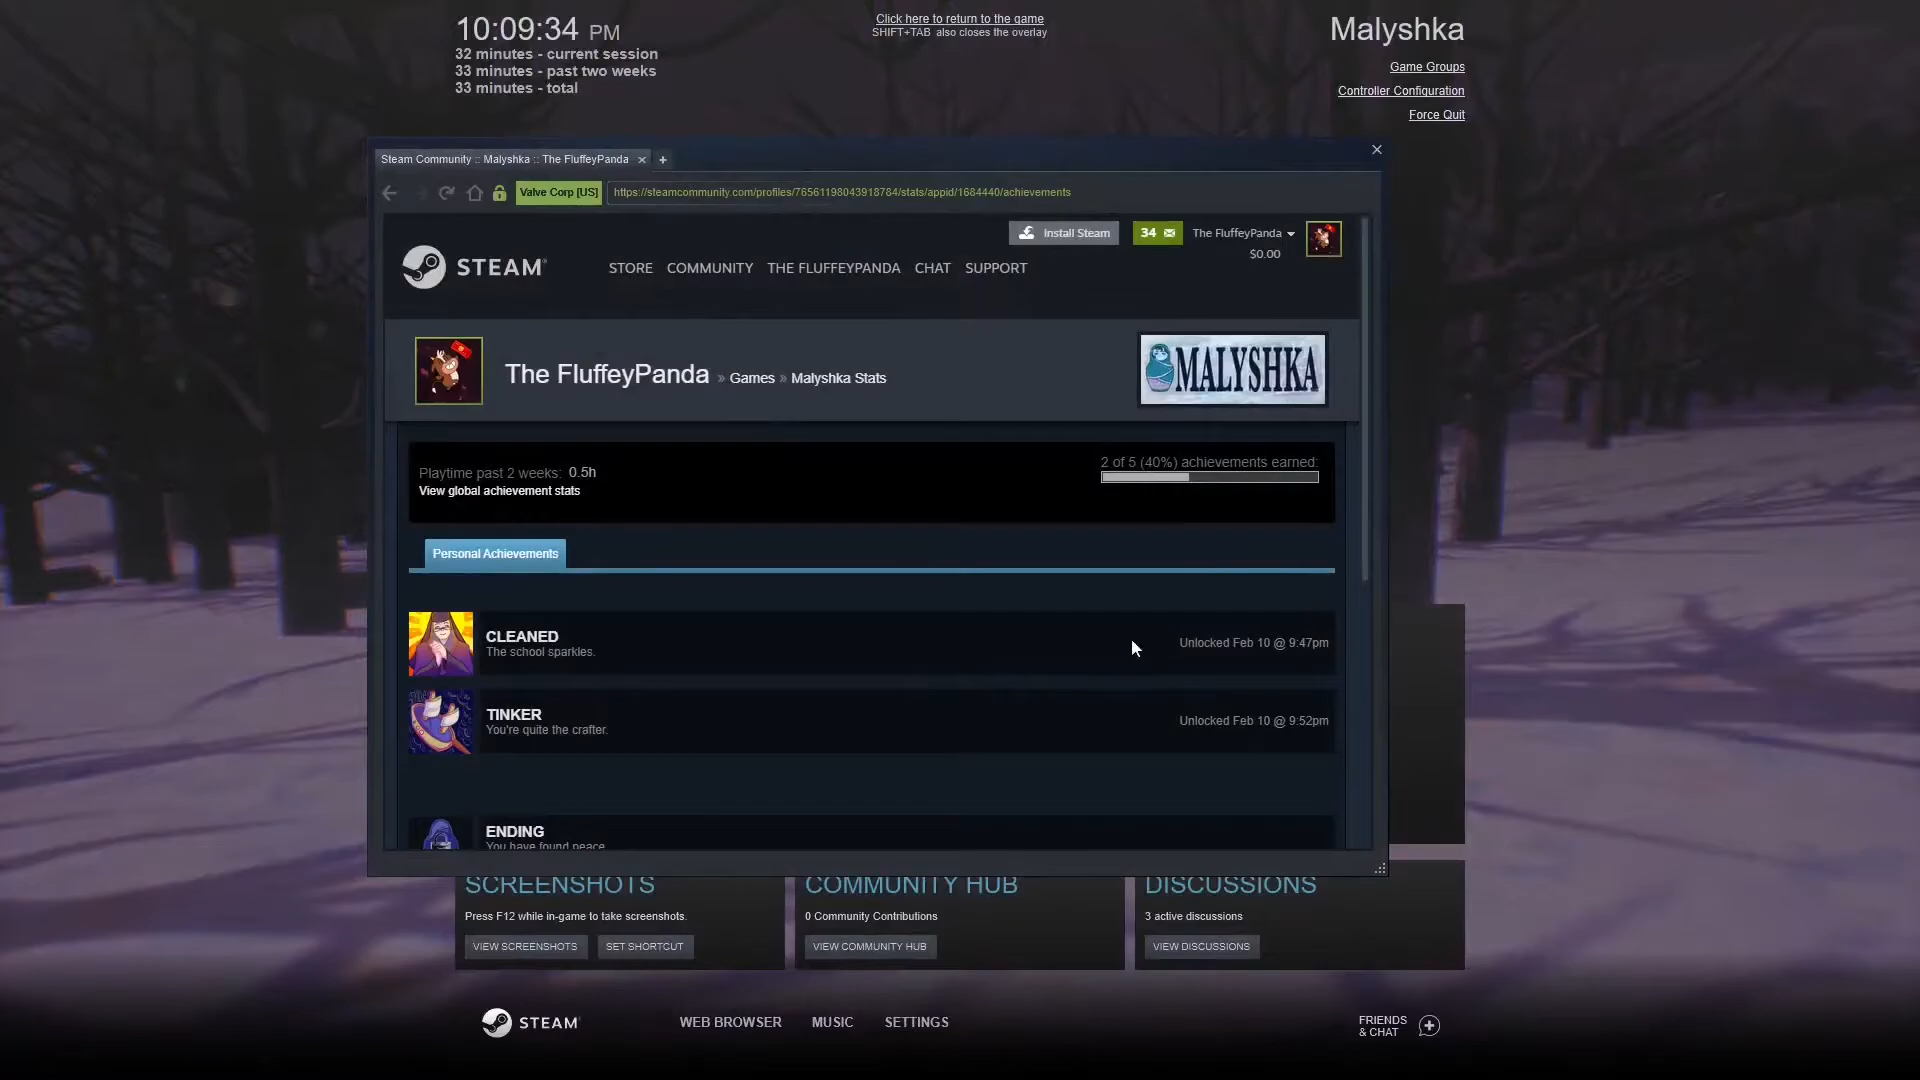 10:09:34 PM
32 minutes - current session
33 minutes - past two weeks
33 minutes - total
Click here to return to the game
SHIFT+TAB also closes the overlay
Malyshka
Game Groups
Controller Configuration
Force Quit
Steam Community :: Malyshka :: The FluffeyPanda
Valve Corp [US]
https://steamcommunity.com/profiles/76561198043918784/stats/appid/1684440/achievements
Install Steam
34
The FluffeyPanda
$0.00
STEAM
STORE COMMUNITY THE FLUFFEYPANDA CHAT SUPPORT
The FluffeyPanda » Games » Malyshka Stats
MALYSHKA
Playtime past 2 weeks: 0.5h
View global achievement stats
2 of 5 (40%) achievements earned:
Personal Achievements
CLEANED
The school sparkles.
Unlocked Feb 10 @ 9:47pm
TINKER
You're quite the crafter.
Unlocked Feb 10 @ 9:52pm
ENDING
You have found peace
SCREENSHOTS
Press F12 while in-game to take screenshots.
VIEW SCREENSHOTS
SET SHORTCUT
COMMUNITY HUB
0 Community Contributions
VIEW COMMUNITY HUB
DISCUSSIONS
3 active discussions
VIEW DISCUSSIONS
STEAM
WEB BROWSER MUSIC SETTINGS
FRIENDS
& CHAT